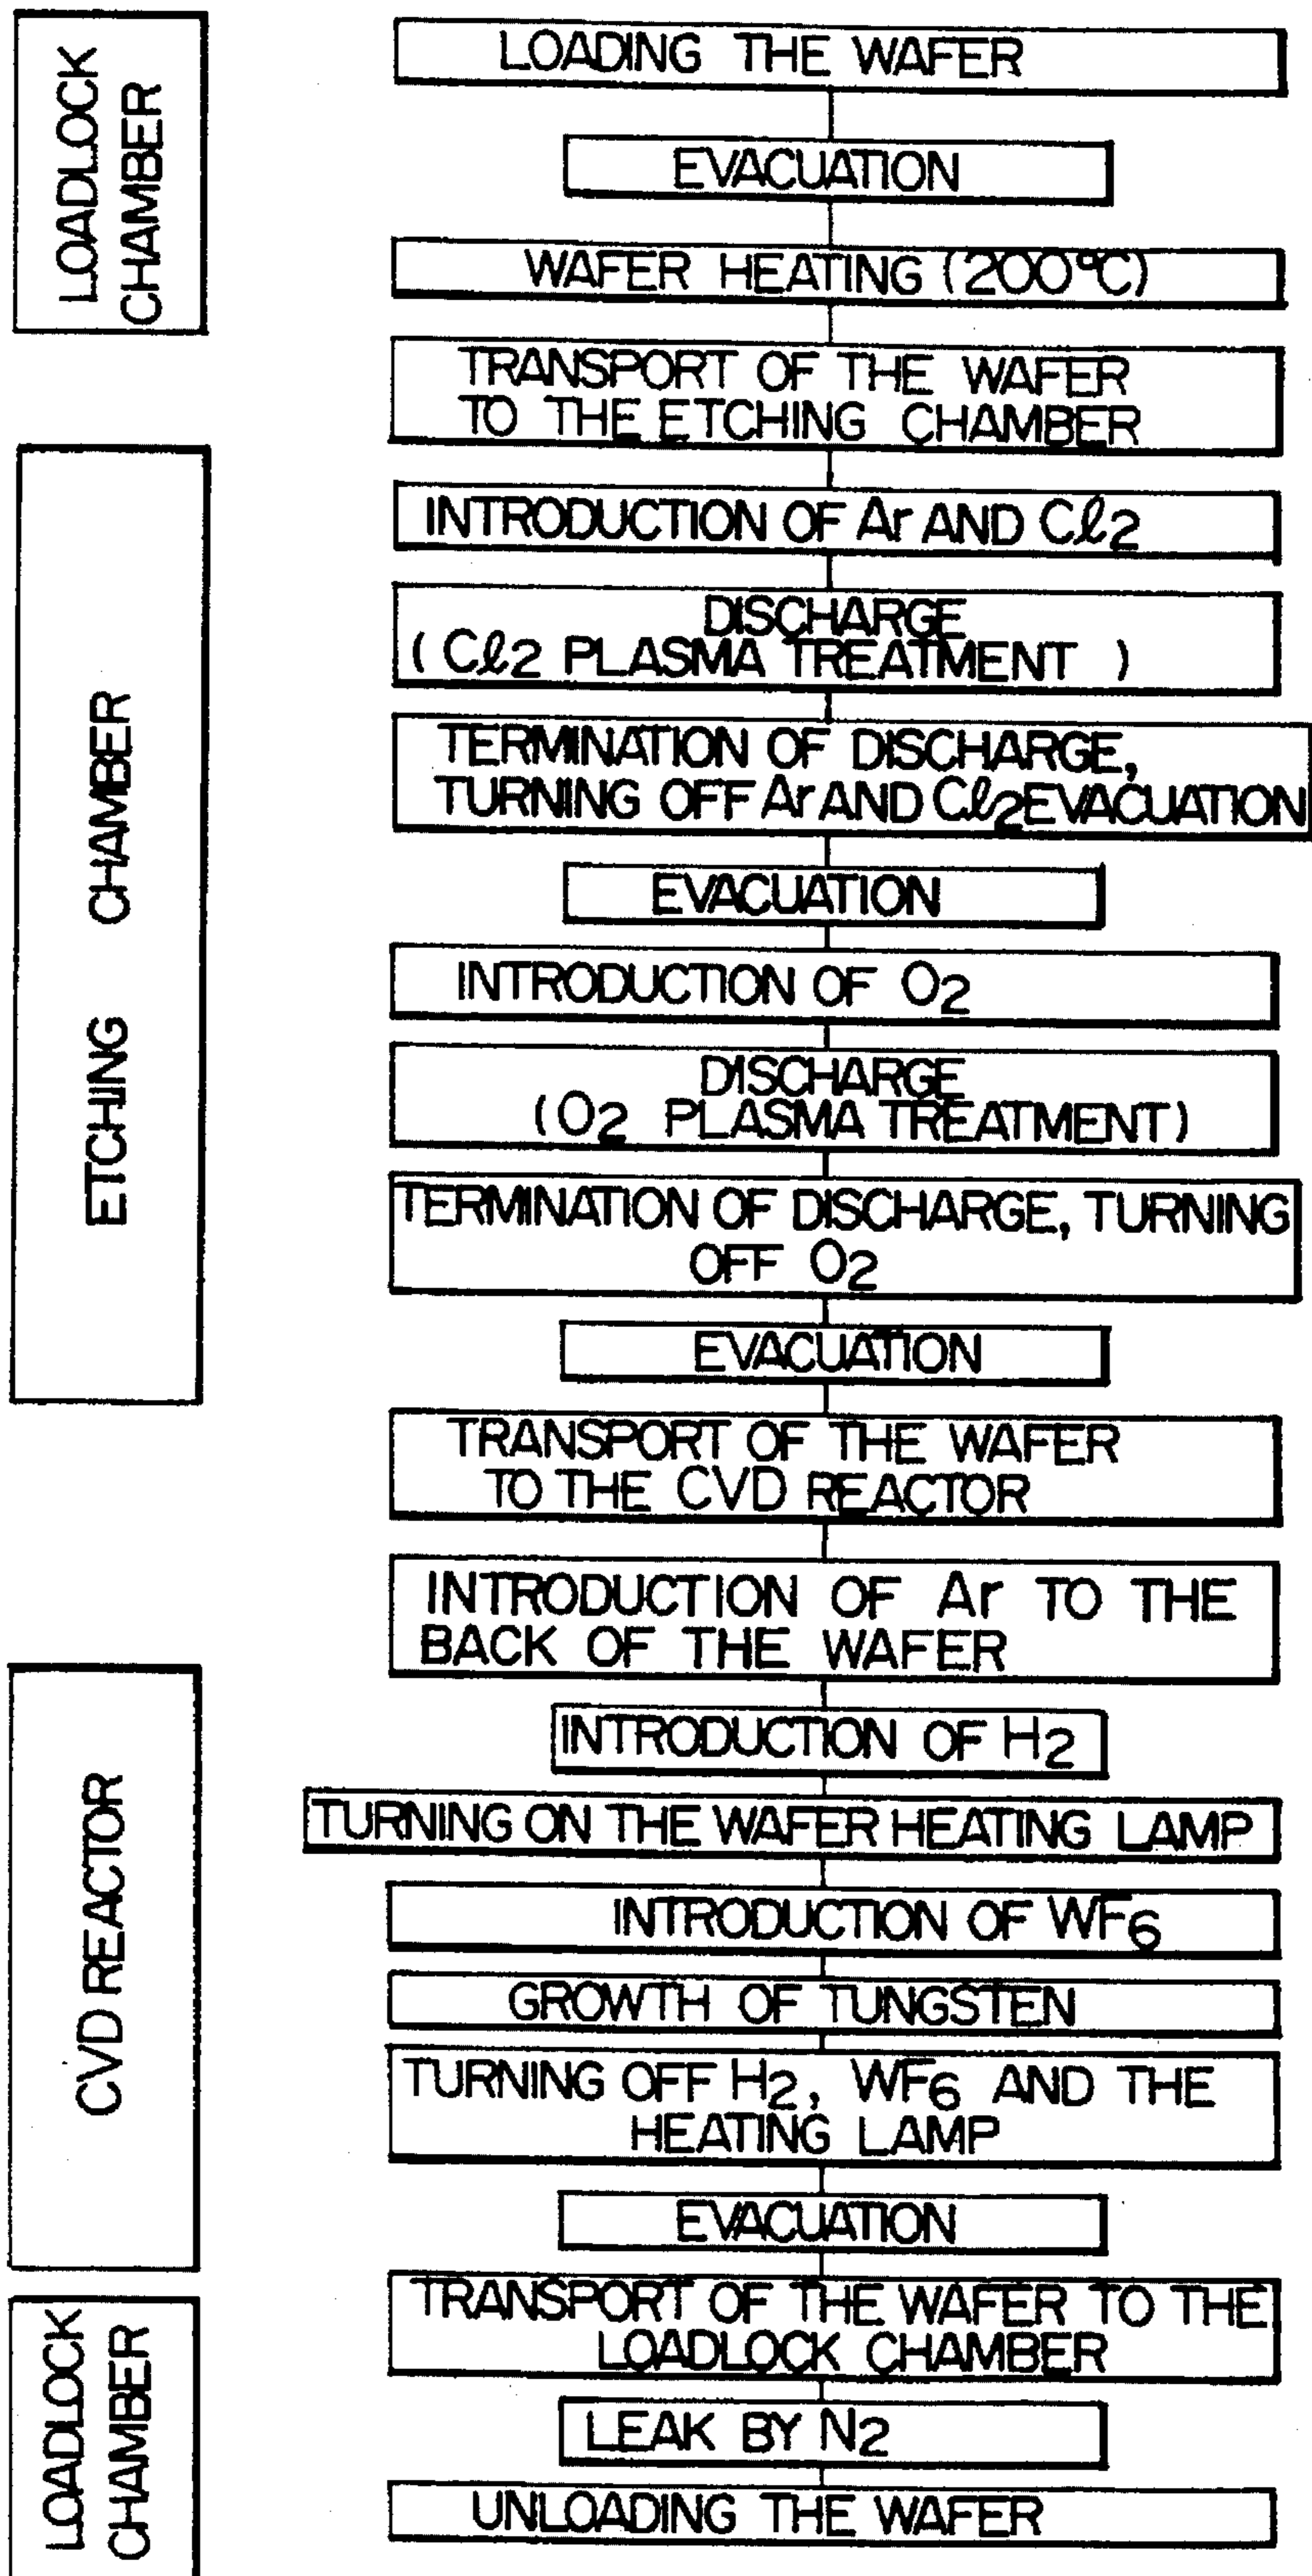 LOADLOCK
CHAMBER
LOADING THE WAFER
EVACUATION
WAFER HEATING (200°C)
TRANSPORT OF THE WAFER
TO THE ETCHING CHAMBER
ETCHING CHAMBER
INTRODUCTION OF Ar AND Cℓ2
DISCHARGE
( Cℓ2 PLASMA TREATMENT )
TERMINATION OF DISCHARGE,
TURNING OFF Ar AND Cℓ2 EVACUATION
EVACUATION
INTRODUCTION OF O2
DISCHARGE
(O2 PLASMA TREATMENT)
TERMINATION OF DISCHARGE, TURNING
OFF O2
EVACUATION
TRANSPORT OF THE WAFER
TO THE CVD REACTOR
CVD REACTOR
INTRODUCTION OF Ar TO THE
BACK OF THE WAFER
INTRODUCTION OF H2
TURNING ON THE WAFER HEATING LAMP
INTRODUCTION OF WF6
GROWTH OF TUNGSTEN
TURNING OFF H2, WF6 AND THE
HEATING LAMP
EVACUATION
LOADLOCK
CHAMBER
TRANSPORT OF THE WAFER TO THE
LOADLOCK CHAMBER
LEAK BY N2
UNLOADING THE WAFER